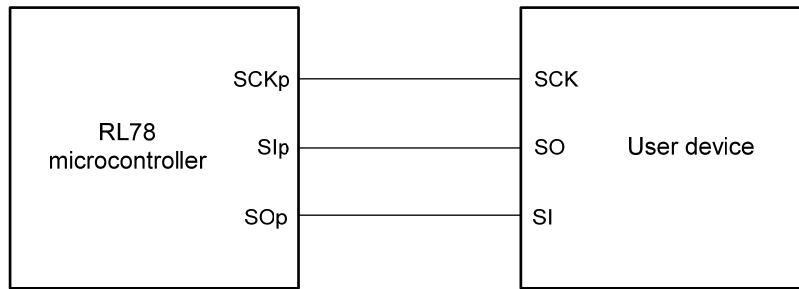 RL78
microcontroller
SCKp
SIp
SOp
SCK
SO
SI
User device